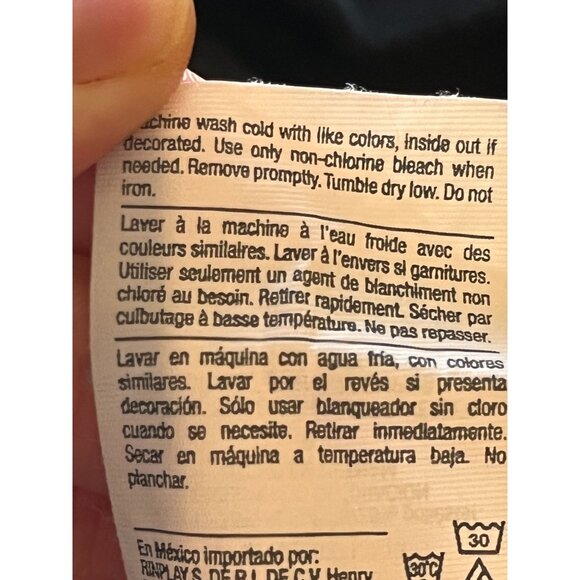 Machine wash cold with like colors, inside out if
decorated. Use only non-chlorine bleach when
needed. Remove promptly. Tumble dry low. Do not
iron.
Laver à la machine à l'eau froide avec des
couleurs similaires. Laver à l'envers si garnitures.
Utiliser seulement un agent de blanchiment non
chloré au besoin. Retirer rapidement. Sécher par
culbutage à basse température. Ne pas repasser.
Lavar en máquina con agua fría, con colores
similares. Lavar por el revés si presenta
decoración. Sólo usar blanqueador sin cloro
cuando se necesite. Retirar inmediatamente.
Secar en máquina a temperatura baja. No
planchar.
En México importado por:
RINPLAY S. DE R.L. DE C.V. Henry
30°C
30